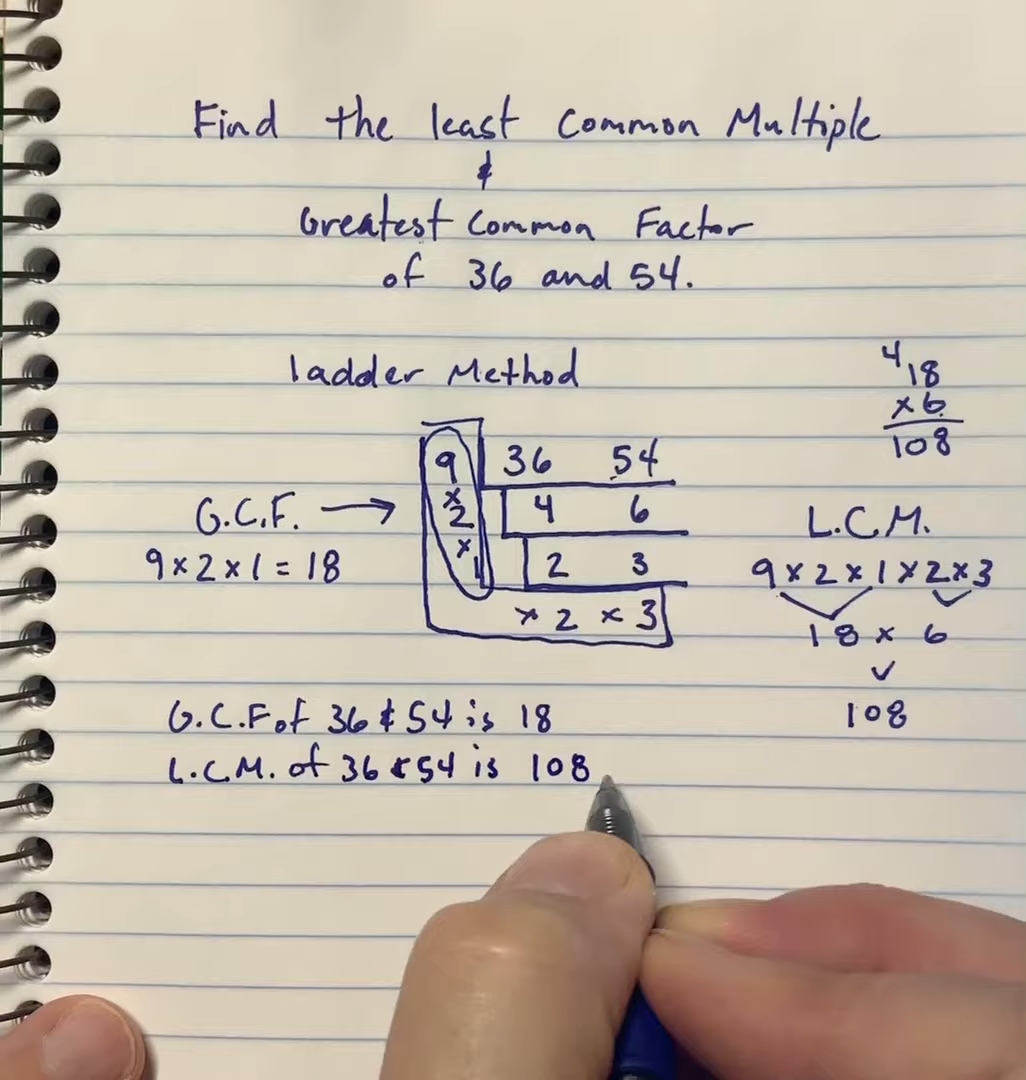 Find the least Common Multiple
&
Greatest Common Factor
of 36 and 54.
ladder Method
4
18
×6
108
9 36 54
×
2 4 6
×
1 2 3
× 2 × 3
G.C.F. →
9×2×1=18
L.C.M.
9×2×1×2×3
18 × 6
108
G.C.F of 36 & 54 is 18
L.C.M. of 36 & 54 is 108